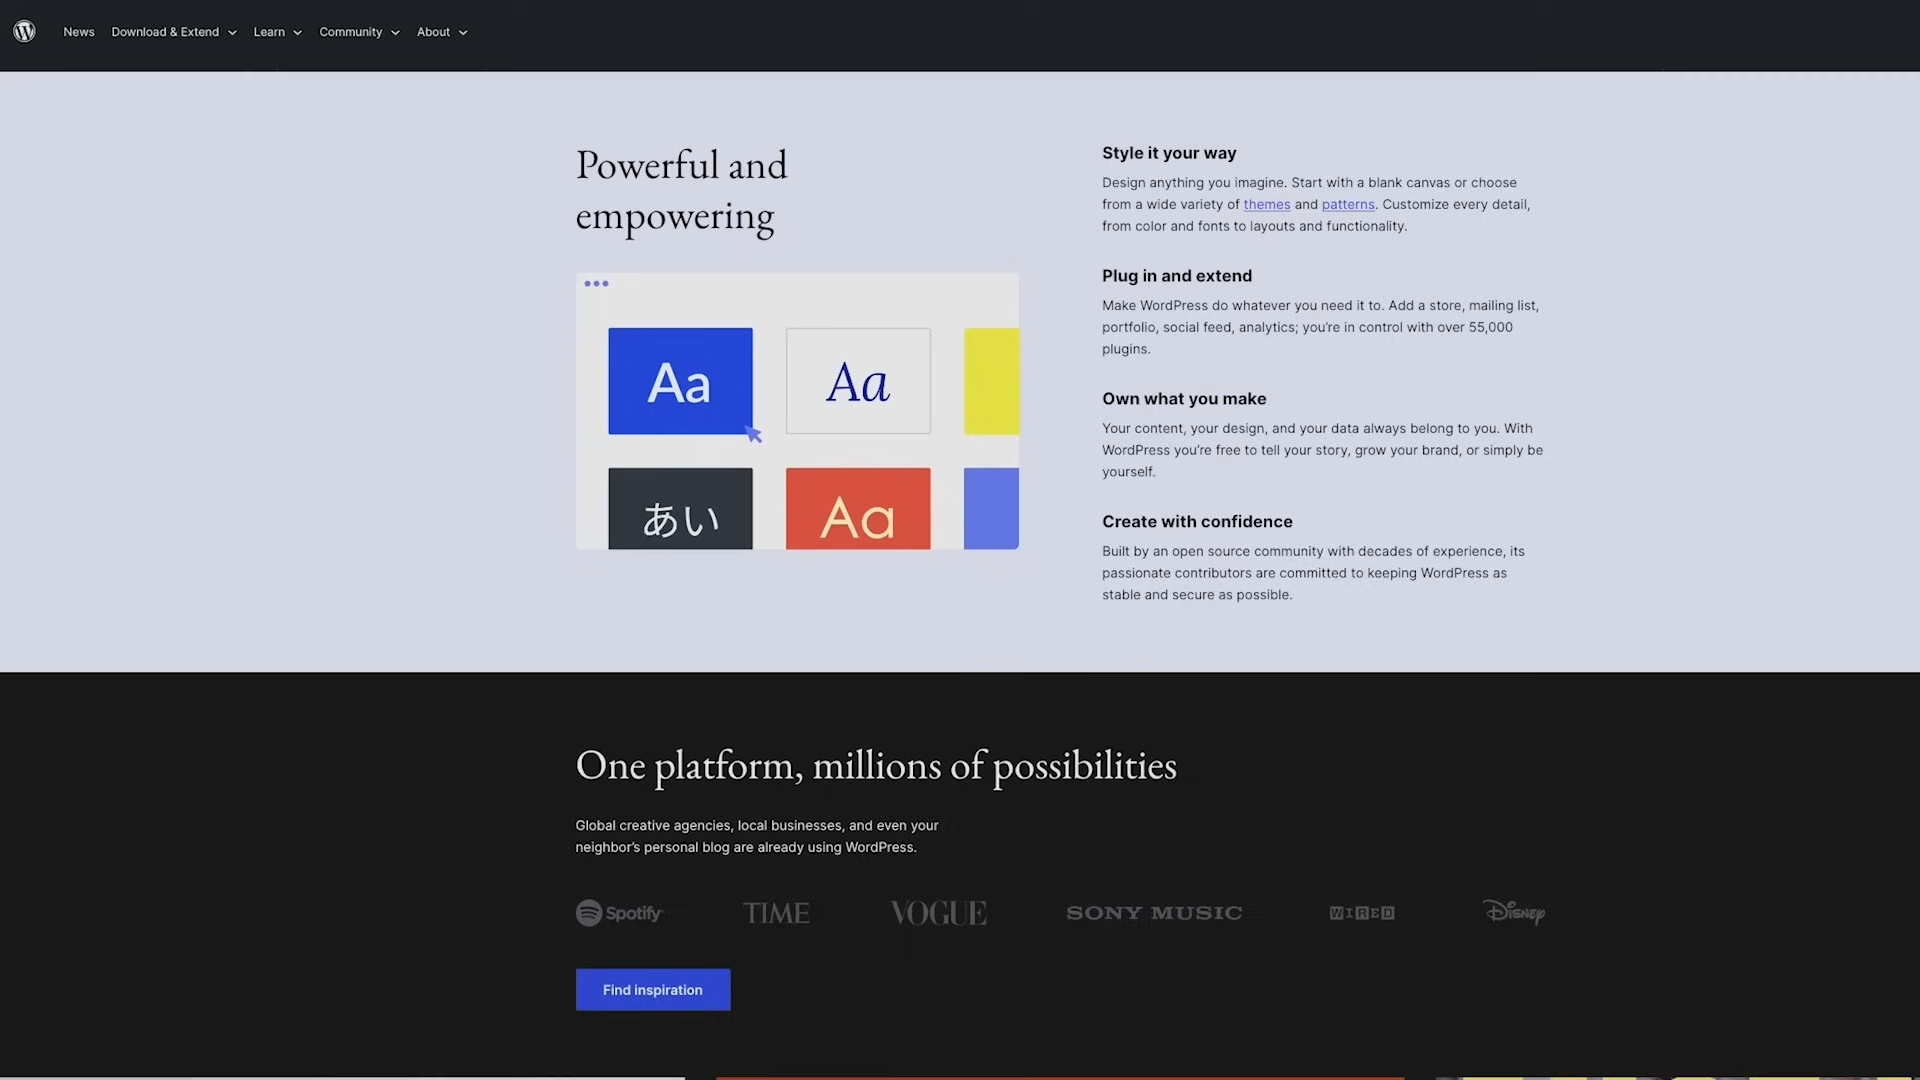 News
Download & Extend
Learn
Community
About
Powerful and
empowering
Aa
Aa
あい
Aa
Style it your way
Design anything you imagine. Start with a blank canvas or choose
from a wide variety of themes and patterns. Customize every detail,
from color and fonts to layouts and functionality.
Plug in and extend
Make WordPress do whatever you need it to. Add a store, mailing list,
portfolio, social feed, analytics; you’re in control with over 55,000
plugins.
Own what you make
Your content, your design, and your data always belong to you. With
WordPress you’re free to tell your story, grow your brand, or simply be
yourself.
Create with confidence
Built by an open source community with decades of experience, its
passionate contributors are committed to keeping WordPress as
stable and secure as possible.
One platform, millions of possibilities
Global creative agencies, local businesses, and even your
neighbor’s personal blog are already using WordPress.
Spotify
TIME
VOGUE
SONY MUSIC
WIRED
Disney
Find inspiration